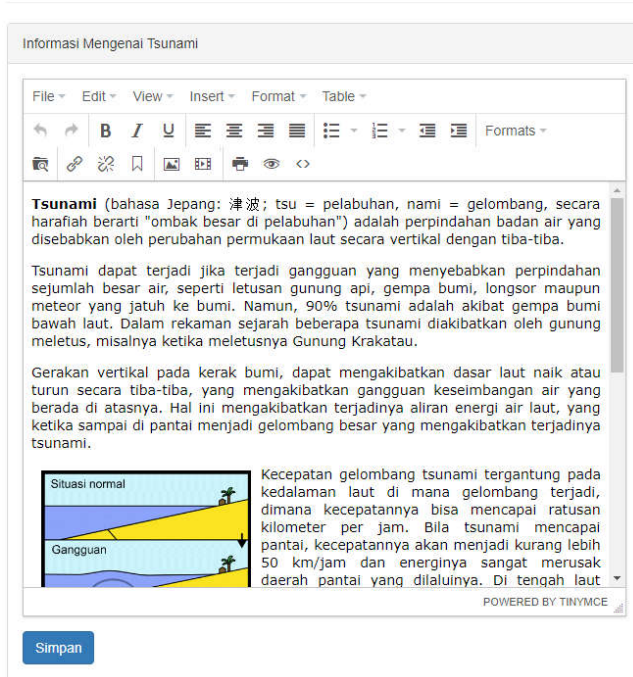 Informasi Mengenai Tsunami
File Edit View Insert Format Table
B I U Formats
Tsunami (bahasa Jepang: 津波; tsu = pelabuhan, nami = gelombang, secara
harafiah berarti "ombak besar di pelabuhan") adalah perpindahan badan air yang
disebabkan oleh perubahan permukaan laut secara vertikal dengan tiba-tiba.
Tsunami dapat terjadi jika terjadi gangguan yang menyebabkan perpindahan
sejumlah besar air, seperti letusan gunung api, gempa bumi, longsor maupun
meteor yang jatuh ke bumi. Namun, 90% tsunami adalah akibat gempa bumi
bawah laut. Dalam rekaman sejarah beberapa tsunami diakibatkan oleh gunung
meletus, misalnya ketika meletusnya Gunung Krakatau.
Gerakan vertikal pada kerak bumi, dapat mengakibatkan dasar laut naik atau
turun secara tiba-tiba, yang mengakibatkan gangguan keseimbangan air yang
berada di atasnya. Hal ini mengakibatkan terjadinya aliran energi air laut, yang
ketika sampai di pantai menjadi gelombang besar yang mengakibatkan terjadinya
tsunami.
Situasi normal
Gangguan
Kecepatan gelombang tsunami tergantung pada
kedalaman laut di mana gelombang terjadi,
dimana kecepatannya bisa mencapai ratusan
kilometer per jam. Bila tsunami mencapai
pantai, kecepatannya akan menjadi kurang lebih
50 km/jam dan energinya sangat merusak
daerah pantai yang dilaluinya. Di tengah laut
POWERED BY TINYMCE
Simpan